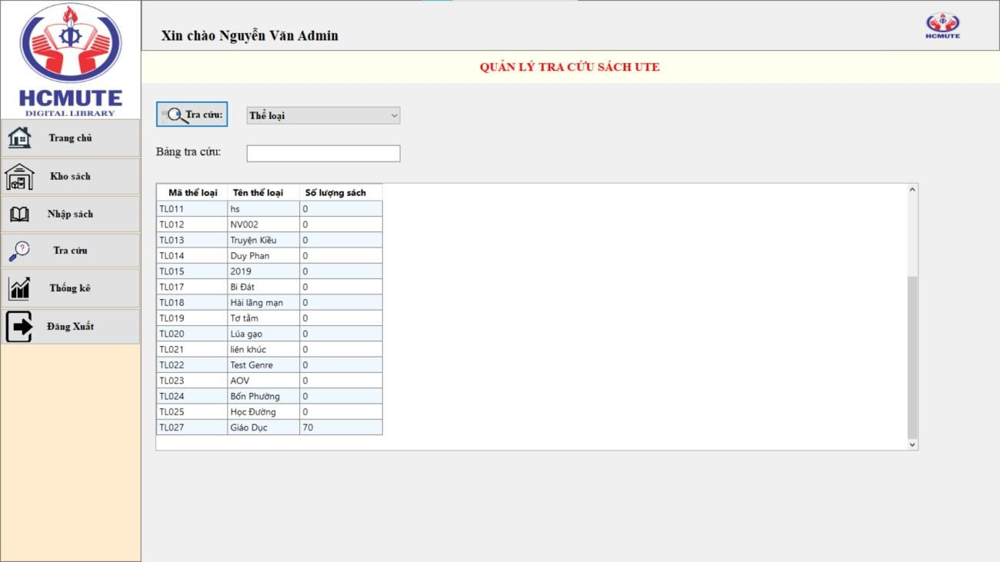 HCMUTE
DIGITAL LIBRARY
Xin chào Nguyễn Văn Admin
HCMUTE
QUẢN LÝ TRA CỨU SÁCH UTE
Trang chủ
Kho sách
Nhập sách
?
Tra cứu
Thống kê
Đăng Xuất
Tra cứu:
Thể loại
Bảng tra cứu:
Mã thể loại Tên thể loại Số lượng sách
TL011 hs 0
TL012 NV002 0
TL013 Truyện Kiều 0
TL014 Duy Phan 0
TL015 2019 0
TL017 Bi Đát 0
TL018 Hài lãng mạn 0
TL019 Tơ tằm 0
TL020 Lúa gạo 0
TL021 liên khúc 0
TL022 Test Genre 0
TL023 AOV 0
TL024 Bốn Phường 0
TL025 Học Đường 0
TL027 Giáo Dục 70